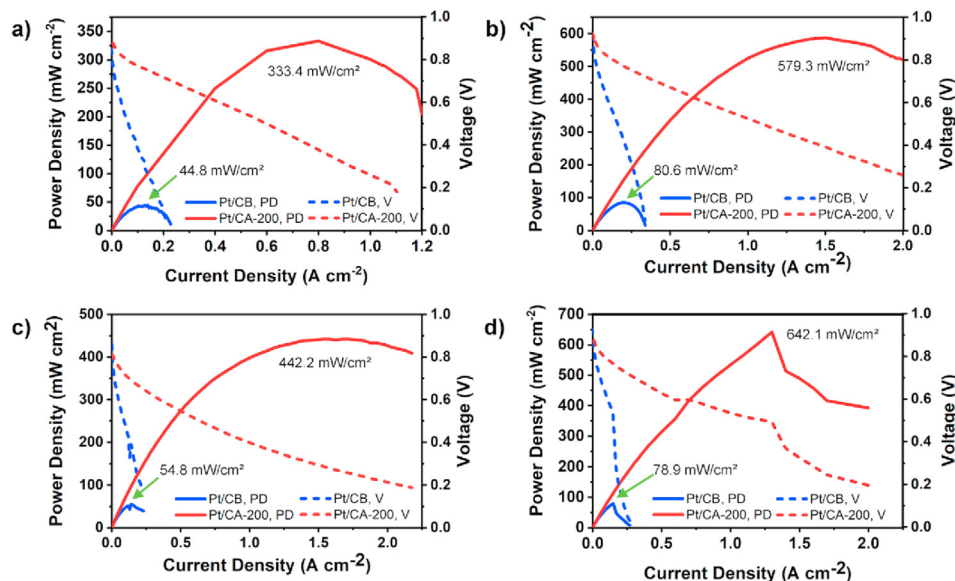 a)
Power Density (mW cm-2)
350
300
250
200
150
100
50
0
333.4 mW/cm²
44.8 mW/cm²
Pt/CB, PD
Pt/CB, V
Pt/CA-200, PD
Pt/CA-200, V
1.0
0.8
0.6
0.4
0.2
0.0
Voltage (V)
0.0 0.2 0.4 0.6 0.8 1.0 1.2
Current Density (A cm-2)
b)
Power Density (mW cm-2)
600
500
400
300
200
100
0
579.3 mW/cm²
80.6 mW/cm²
Pt/CB, PD
Pt/CB, V
Pt/CA-200, PD
Pt/CA-200, V
1.0
0.8
0.6
0.4
0.2
0.0
Voltage (V)
0.0 0.5 1.0 1.5 2.0
Current Density (A cm-2)
c)
Power Density (mW cm2)
500
400
300
200
100
0
442.2 mW/cm²
54.8 mW/cm²
Pt/CB, PD
Pt/CB, V
Pt/CA-200, PD
Pt/CA-200, V
1.0
0.8
0.6
0.4
0.2
0.0
Voltage (V)
0.0 0.5 1.0 1.5 2.0
Current Density (A cm-2)
d)
Power Density (mW cm-2)
700
600
500
400
300
200
100
0
642.1 mW/cm²
78.9 mW/cm²
Pt/CB, PD
Pt/CB, V
Pt/CA-200, PD
Pt/CA-200, V
1.0
0.8
0.6
0.4
0.2
0.0
Voltage (V)
0.0 0.5 1.0 1.5 2.0
Current Density (A cm-2)